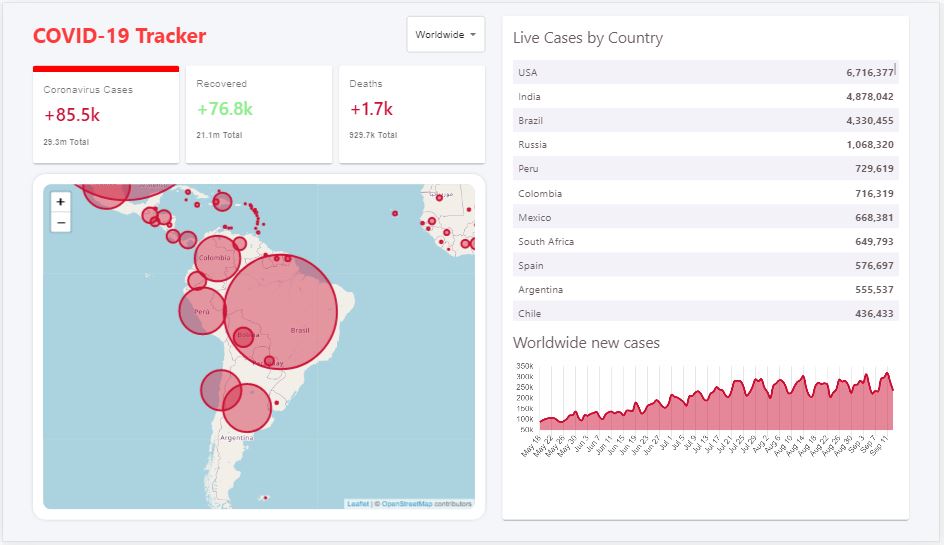 COVID-19 Tracker
Worldwide
Coronavirus Cases
+85.5k
29.3m Total
Recovered
+76.8k
21.1m Total
Deaths
+1.7k
929.7k Total
+
−
Colombia
Perú
Brasil
Bolivia
Paraguay
Argentina
Leaflet | © OpenStreetMap contributors
Live Cases by Country
USA 6,716,377
India 4,878,042
Brazil 4,330,455
Russia 1,068,320
Peru 729,619
Colombia 716,319
Mexico 668,381
South Africa 649,793
Spain 576,697
Argentina 555,537
Chile 436,433
Worldwide new cases
350k
300k
250k
200k
150k
100k
50k
May 18 May 22 May 26 May 30 Jun 3 Jun 7 Jun 11 Jun 15 Jun 19 Jun 23 Jun 27 Jul 1 Jul 5 Jul 9 Jul 13 Jul 17 Jul 21 Jul 25 Jul 29 Aug 2 Aug 6 Aug 10 Aug 14 Aug 18 Aug 22 Aug 26 Aug 30 Sep 3 Sep 7 Sep 11